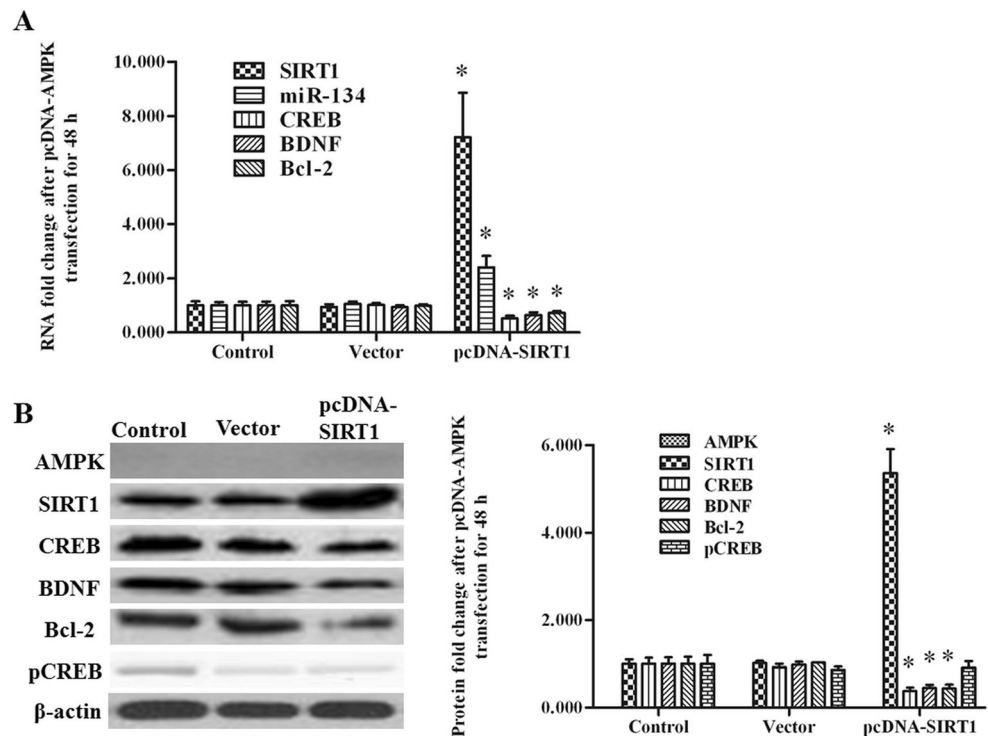 A
RNA fold change after pcDNA-AMPK
transfection for 48 h
10.000
8.000
6.000
4.000
2.000
0.000
SIRT1
miR-134
CREB
BDNF
Bcl-2
*
*
* * *
Control Vector pcDNA-SIRT1
B
Control Vector pcDNA-
SIRT1
AMPK
SIRT1
CREB
BDNF
Bcl-2
pCREB
β-actin
Protein fold change after pcDNA-AMPK
transfection for 48 h
6.000
4.000
2.000
0.000
AMPK
SIRT1
CREB
BDNF
Bcl-2
pCREB
*
* * *
Control Vector pcDNA-SIRT1